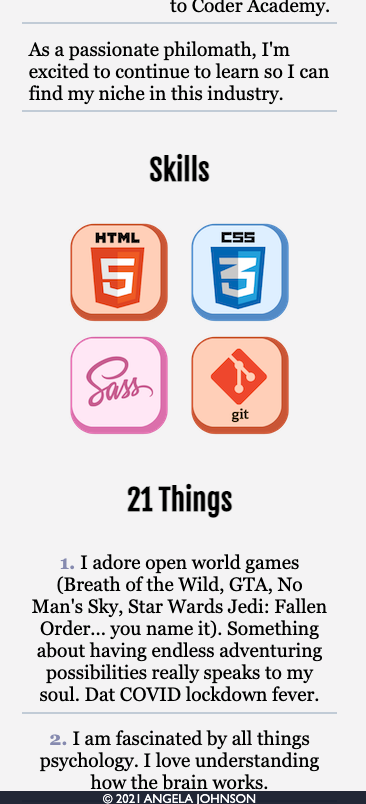 to Coder Academy.
As a passionate philomath, I'm
excited to continue to learn so I can
find my niche in this industry.
Skills
HTML
5
CSS
3
Sass
git
21 Things
1. I adore open world games
(Breath of the Wild, GTA, No
Man's Sky, Star Wards Jedi: Fallen
Order... you name it). Something
about having endless adventuring
possibilities really speaks to my
soul. Dat COVID lockdown fever.
2. I am fascinated by all things
psychology. I love understanding
how the brain works.
© 2021 ANGELA JOHNSON